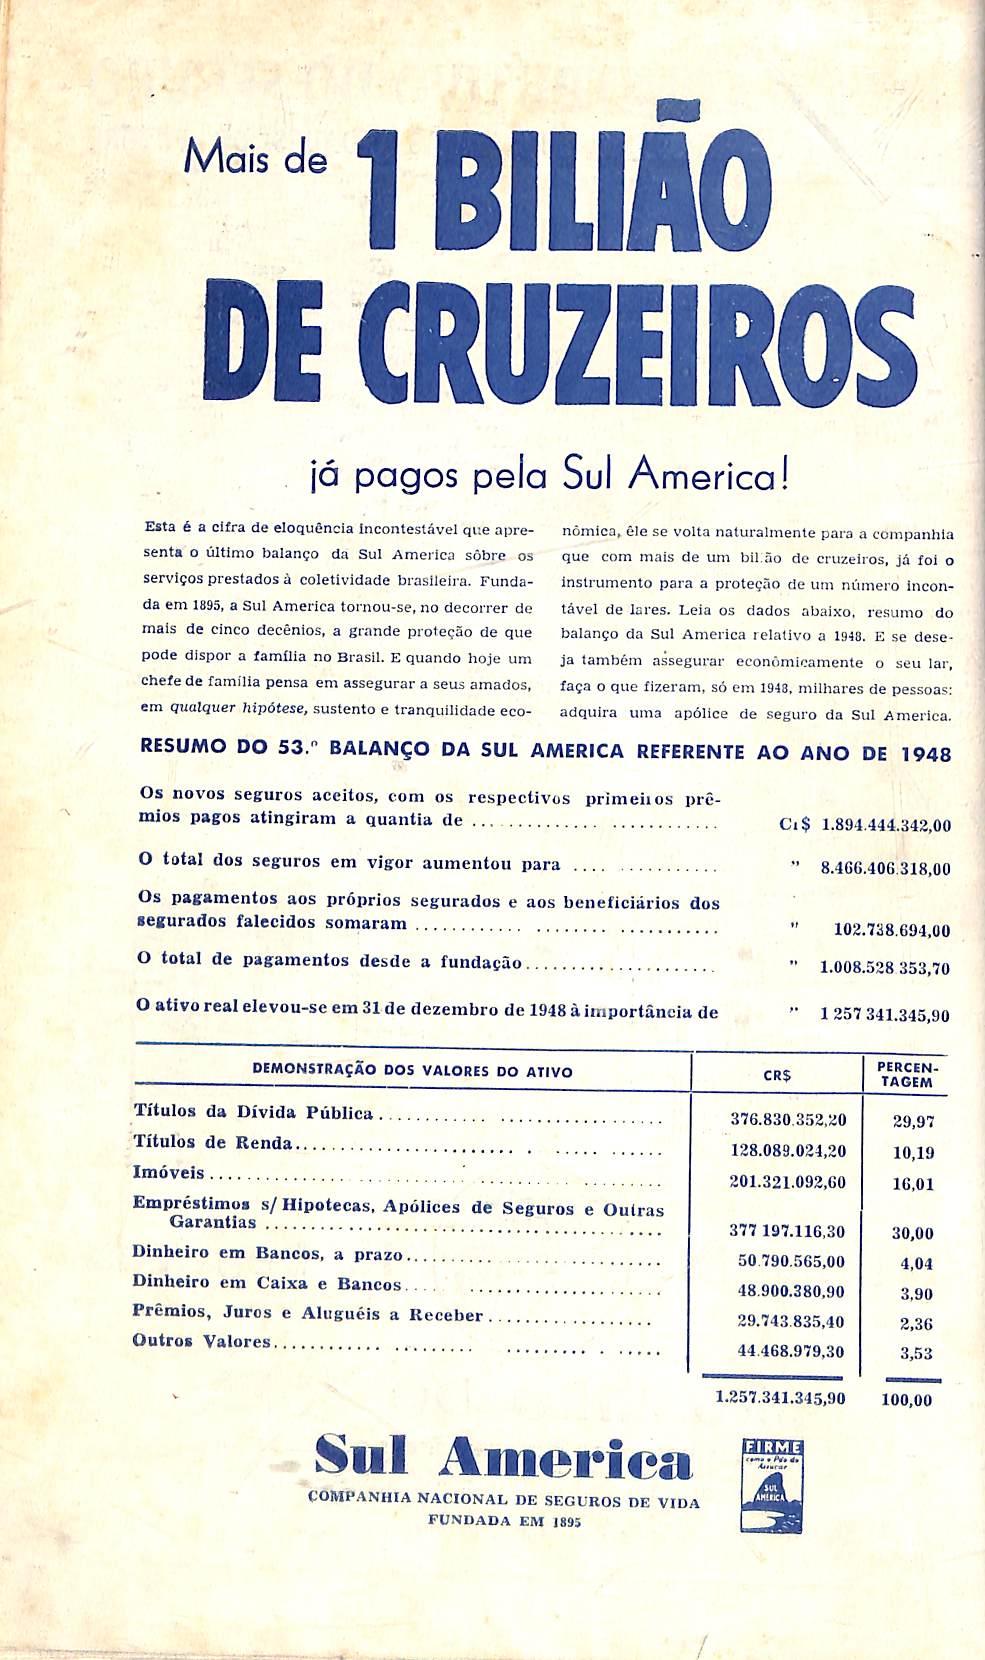 Mais de 1 BILIÃO
DE CRUZEIROS
já pagos pela Sul America!
Esta é a cifra de eloquência incontestável que apre-
senta o último balanço da Sul America sôbre os
serviços prestados à coletividade brasileira. Funda-
da em 1895, a Sul America tornou-se, no decorrer de
mais de cinco decênios, a grande proteção de que
pode dispor a família no Brasil. E quando hoje um
chefe de família pensa em assegurar a seus amados,
em qualquer hipótese, sustento e tranquilidade eco-
nômica, êle se volta naturalmente para a companhia
que com mais de um bilião de cruzeiros, já foi o
instrumento para a proteção de um número incon-
tável de lares. Leia os dados abaixo, resumo do
balanço da Sul America relativo a 1948. E se dese-
ja também assegurar econômicamente o seu lar,
faça o que fizeram, só em 1948, milhares de pessoas:
adquira uma apólice de seguro da Sul America.
RESUMO DO 53.º BALANÇO DA SUL AMERICA REFERENTE AO ANO DE 1948
Os novos seguros aceitos, com os respectivos primeiros prê-
mios pagos atingiram a quantia de .......................... Cr$ 1.894.444.342,00
O total dos seguros em vigor aumentou para ................ " 8.466.406.318,00
Os pagamentos aos próprios segurados e aos beneficiários dos
segurados falecidos somaram ................................. " 102.738.694,00
O total de pagamentos desde a fundação..................... " 1.008.528.353,70
O ativo real elevou-se em 31 de dezembro de 1948 à importância de " 1 257 341.345,90
DEMONSTRAÇÃO DOS VALORES DO ATIVO CR$ PERCEN-
TAGEM
Títulos da Dívida Pública ................................. 376.830.352,20 29,97
Títulos de Renda........................................ 128.089.024,20 10,19
Imóveis................................................ 201.321.092,60 16,01
Empréstimos s/ Hipotecas, Apólices de Seguros e Outras
Garantias ............................................ 377 197.116,30 30,00
Dinheiro em Bancos, a prazo............................ 50.790.565,00 4,04
Dinheiro em Caixa e Bancos............................ 48.900.380,90 3,90
Prêmios, Juros e Aluguéis a Receber................... 29.743.835,40 2,36
Outros Valores......................................... 44.468.979,30 3,53
1.257.341.345,90 100,00
Sul America
COMPANHIA NACIONAL DE SEGUROS DE VIDA
FUNDADA EM 1895
FIRME
como o Pão de
Assucar
SUL
AMERICA